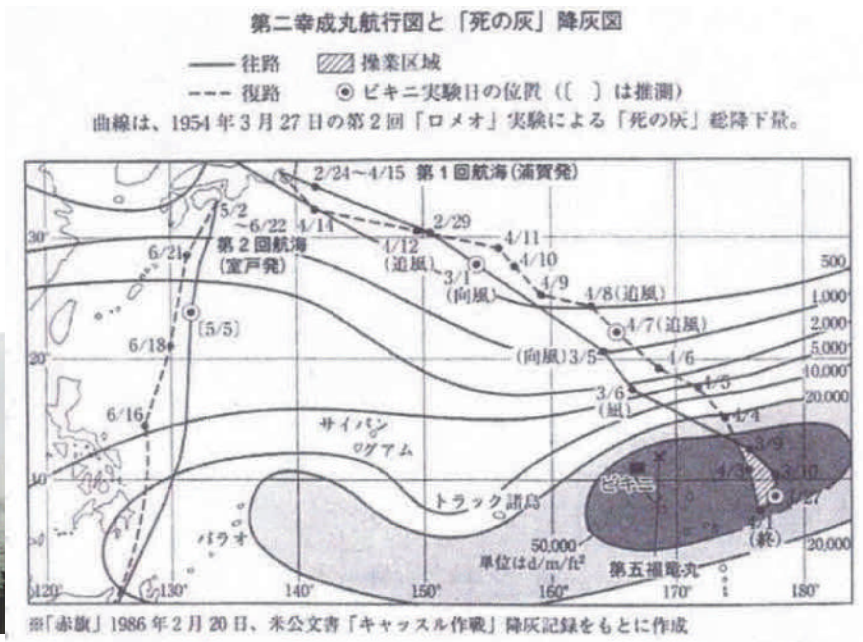 第二幸成丸航行図と「死の灰」降灰図
往路 操業区域
復路 ビキニ実験日の位置（〔　〕は推測）
曲線は、1954年3月27日の第2回「ロメオ」実験による「死の灰」総降下量。
2/24～4/15 第1回航海(浦賀発)
5/2
～6/22
第2回航海
(室戸発)
4/14
2/29
4/12
(追風)
4/11
4/10
3/1
(向風)
4/9
4/8(追風)
4/7(追風)
500
1,000
2,000
5,000
10,000
20,000
30°
6/21
[5/5]
6/18
20°
(向風)3/5
4/6
3/6
(凪)
4/5
4/4
6/16
サイパン
グアム
3/9
4/3
3/10
10°
ビキニ
トラック諸島
4/1
(終)
パラオ
50,000
単位はd/m/ft²
第五福竜丸
20,000
120° 130° 140° 150° 160° 170° 180°
※「赤旗」1986年2月20日、米公文書「キャッスル作戦」降灰記録をもとに作成